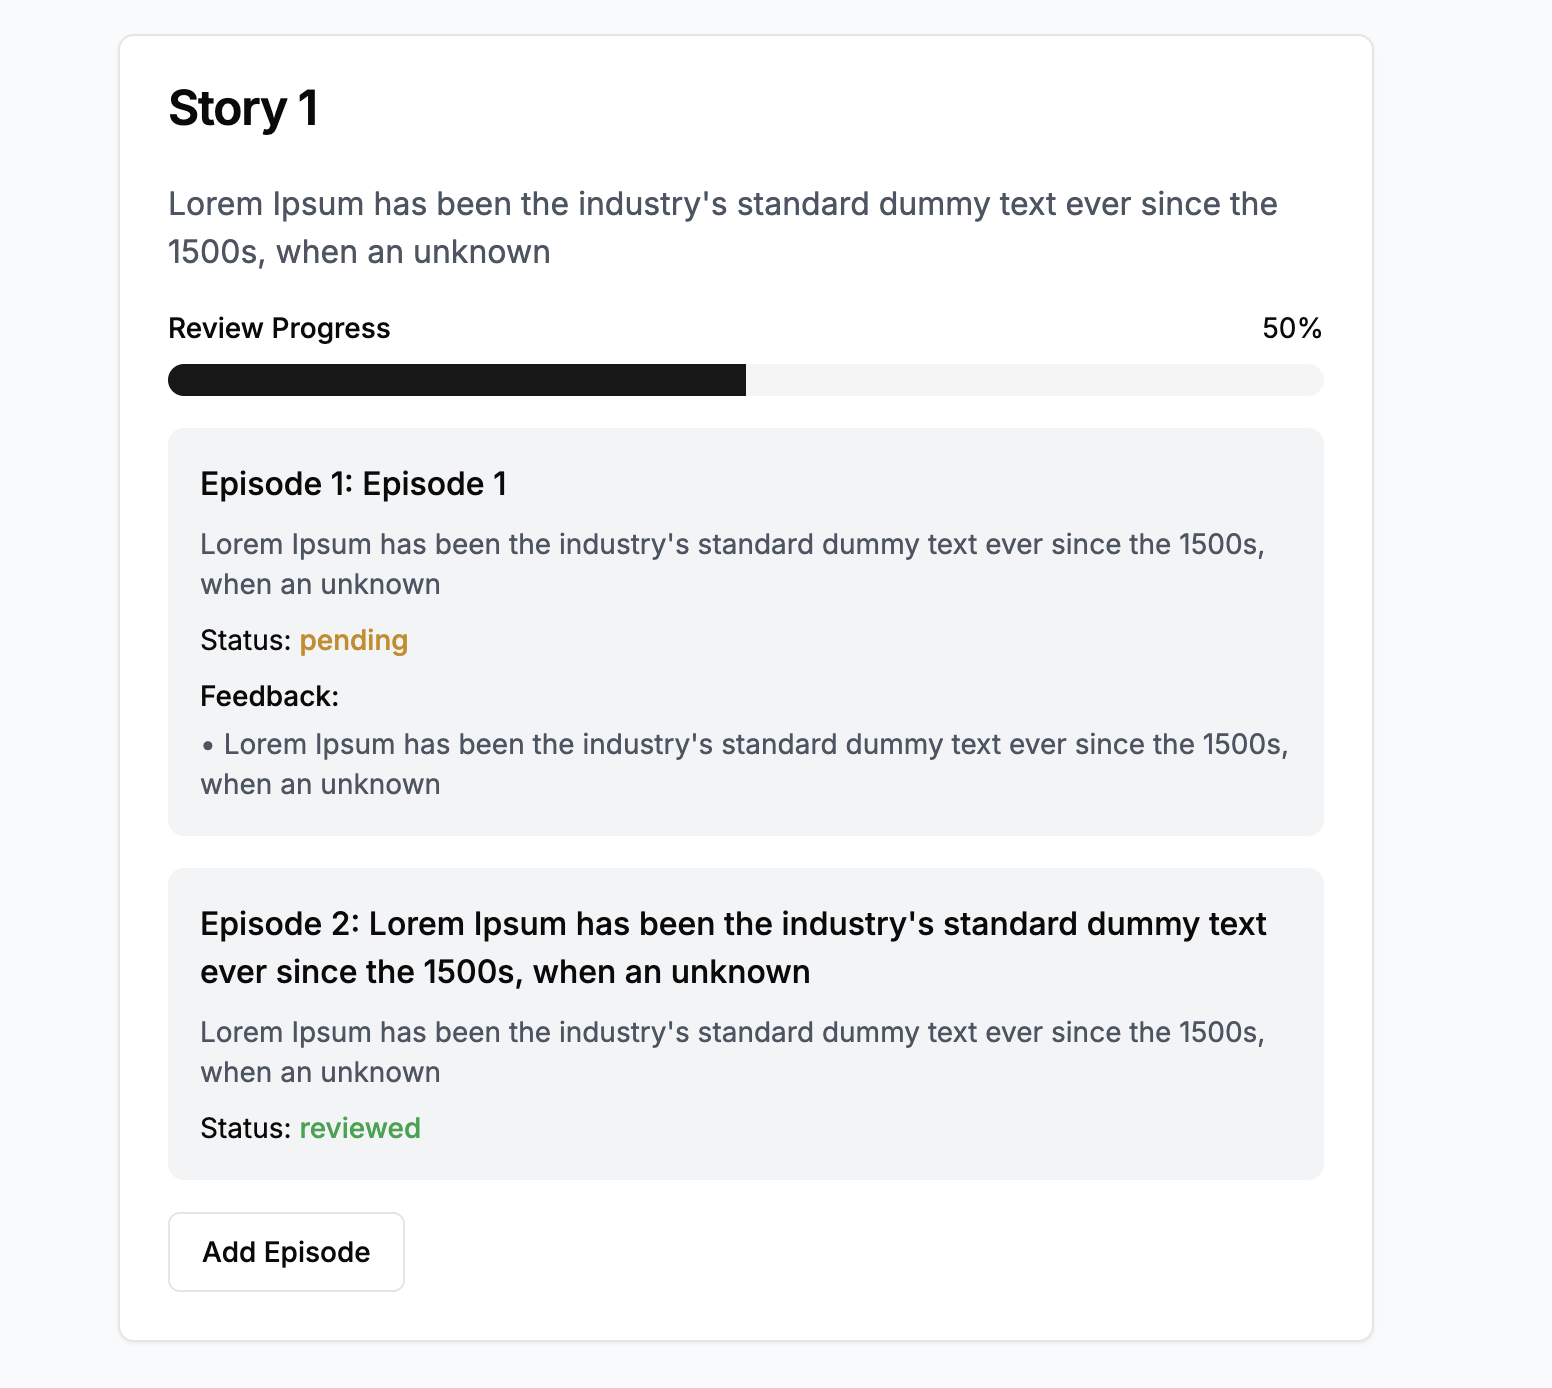 Story 1
Lorem Ipsum has been the industry's standard dummy text ever since the
1500s, when an unknown
Review Progress
50%
Episode 1: Episode 1
Lorem Ipsum has been the industry's standard dummy text ever since the 1500s,
when an unknown
Status: pending
Feedback:
• Lorem Ipsum has been the industry's standard dummy text ever since the 1500s,
when an unknown
Episode 2: Lorem Ipsum has been the industry's standard dummy text
ever since the 1500s, when an unknown
Lorem Ipsum has been the industry's standard dummy text ever since the 1500s,
when an unknown
Status: reviewed
Add Episode